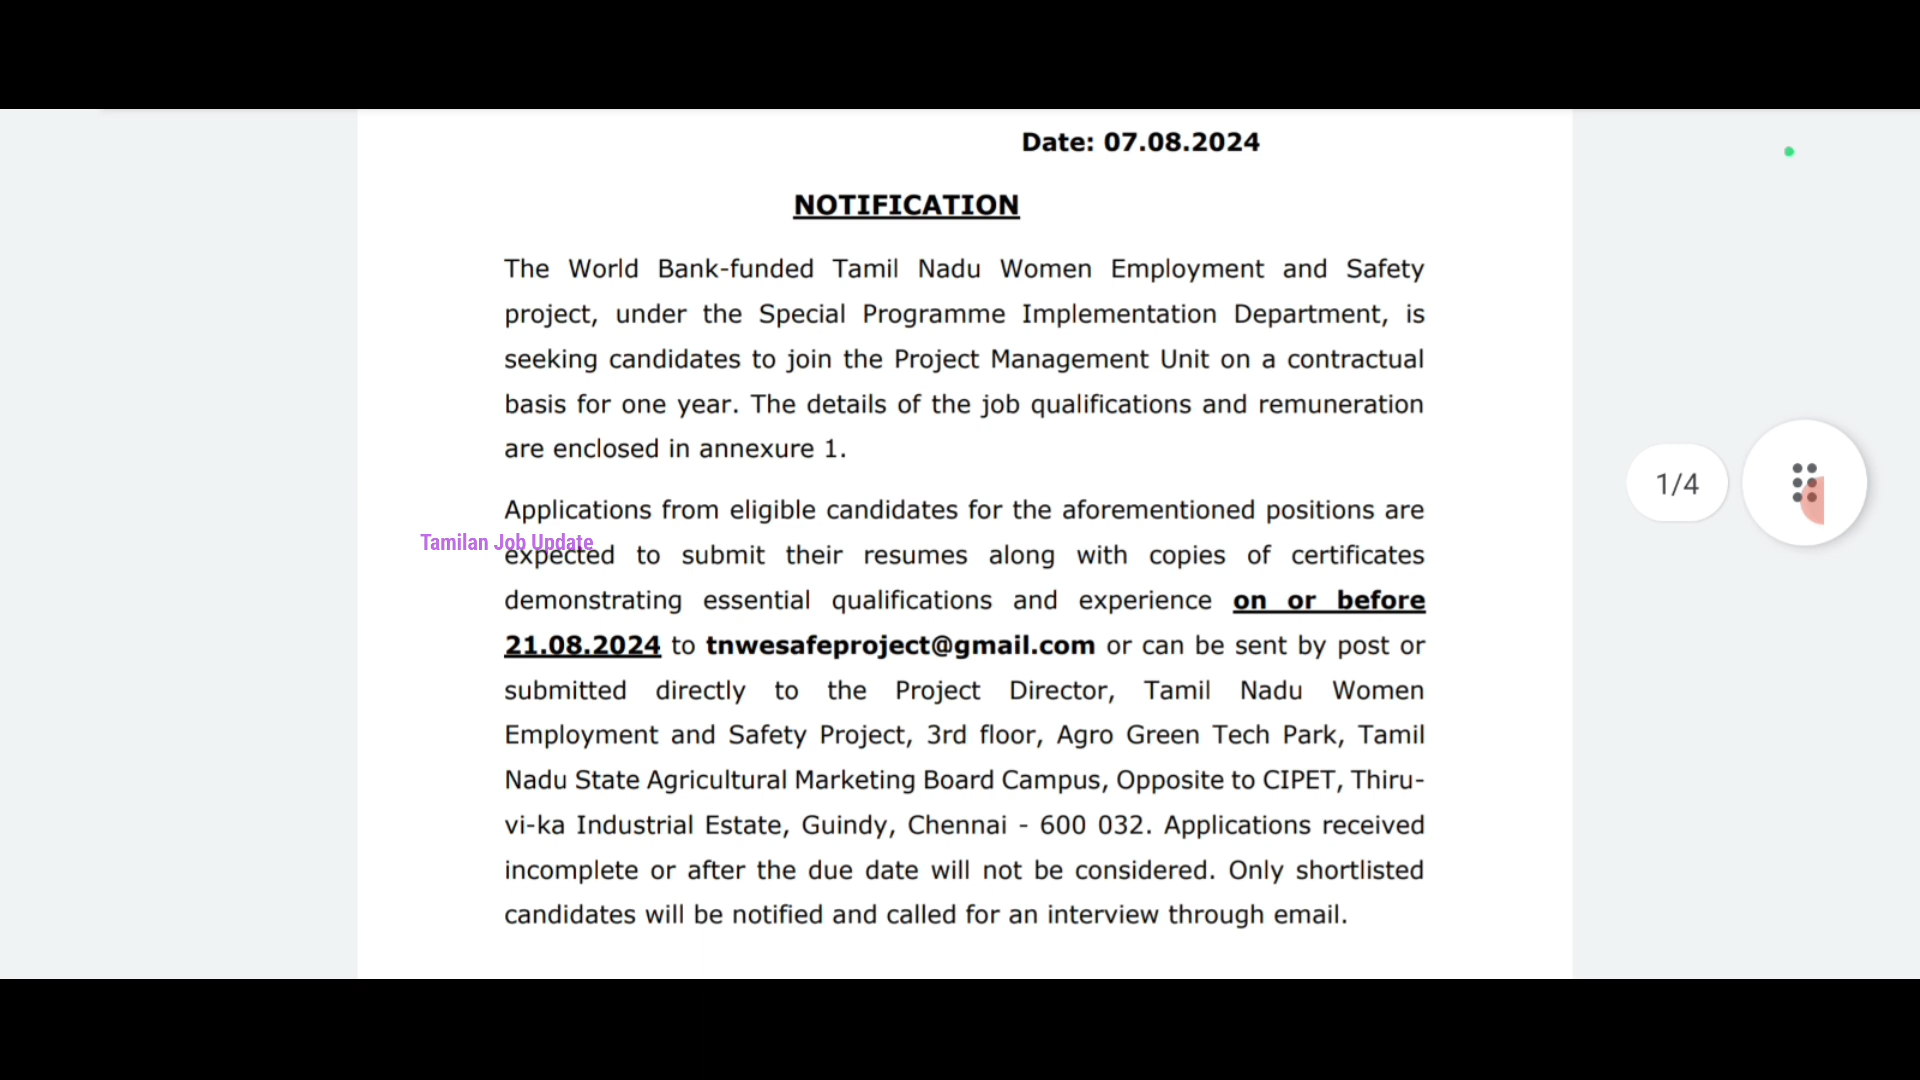 Date: 07.08.2024
NOTIFICATION
The World Bank-funded Tamil Nadu Women Employment and Safety
project, under the Special Programme Implementation Department, is
seeking candidates to join the Project Management Unit on a contractual
basis for one year. The details of the job qualifications and remuneration
are enclosed in annexure 1.
Applications from eligible candidates for the aforementioned positions are
Tamilan Job Update
expected to submit their resumes along with copies of certificates
demonstrating essential qualifications and experience on or before
21.08.2024 to tnwesafeproject@gmail.com or can be sent by post or
submitted directly to the Project Director, Tamil Nadu Women
Employment and Safety Project, 3rd floor, Agro Green Tech Park, Tamil
Nadu State Agricultural Marketing Board Campus, Opposite to CIPET, Thiru-
vi-ka Industrial Estate, Guindy, Chennai - 600 032. Applications received
incomplete or after the due date will not be considered. Only shortlisted
candidates will be notified and called for an interview through email.
1/4